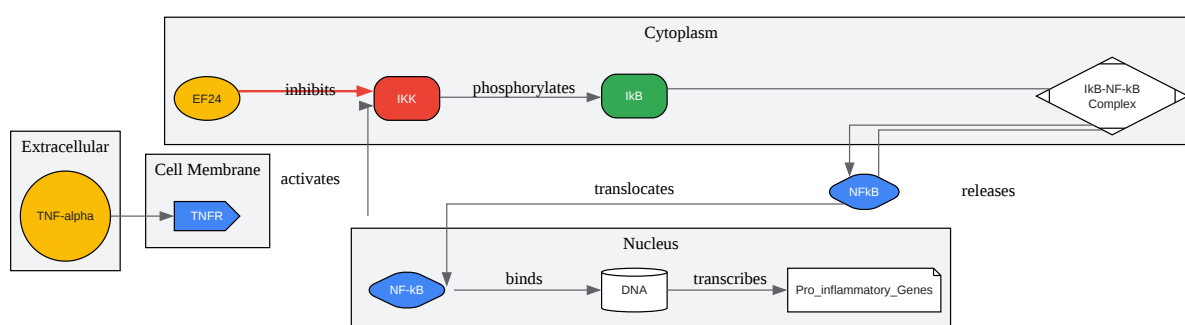 Cytoplasm
EF24
inhibits
IKK
phosphorylates
IkB
IkB-NF-kB
Complex
Extracellular
TNF-alpha
Cell Membrane
TNFR
activates
translocates
NFkB
releases
Nucleus
NF-kB
binds
DNA
transcribes
Pro_inflammatory_Genes